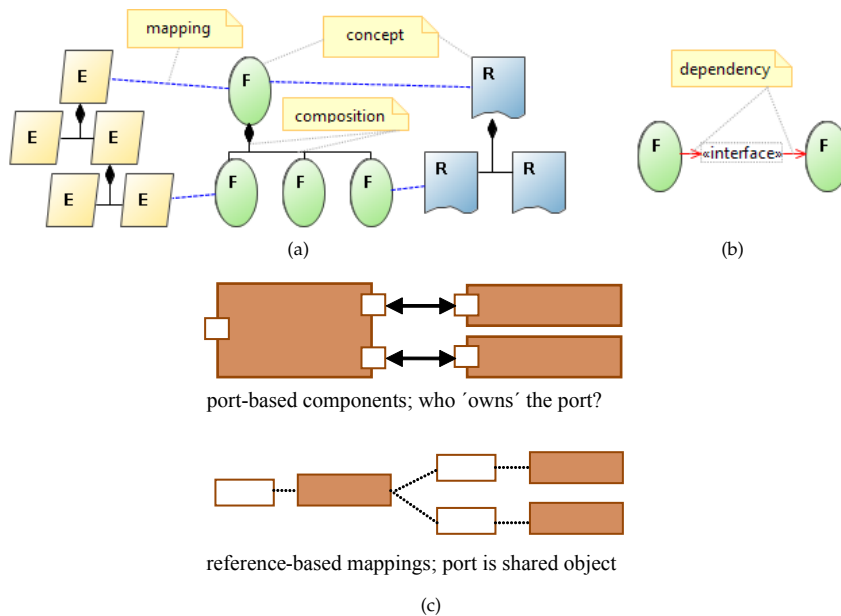 mapping
concept
E
F
R
composition
E
E
E
E
F
F
F
R
R
(a)
dependency
F
«interface»
F
(b)
port-based components; who ´owns´ the port?
reference-based mappings; port is shared object
(c)